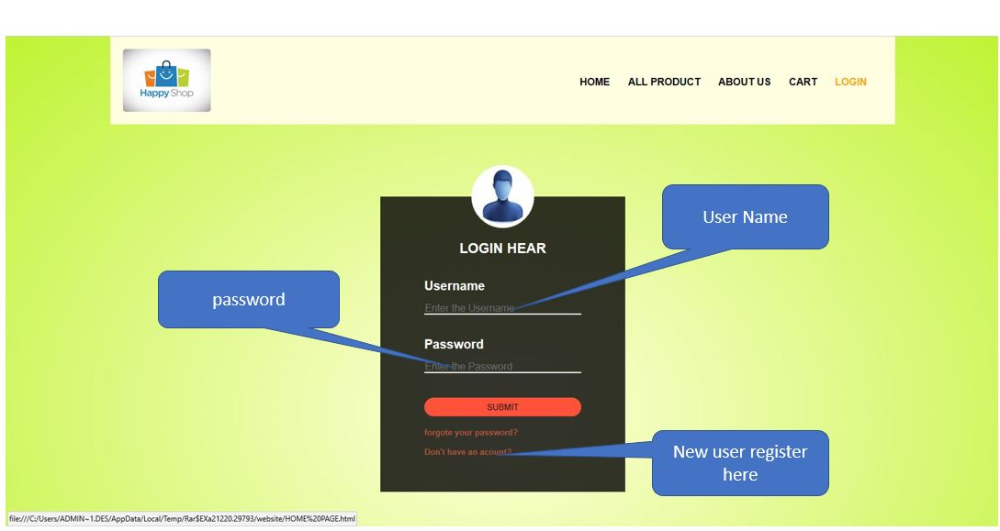 Happy Shop
HOME ALL PRODUCT ABOUT US CART LOGIN
User Name
LOGIN HEAR
Username
Enter the Username
password
Password
Enter the Password
SUBMIT
forgote your password?
Don't have an acount?
New user register
here
file:///C:/Users/ADMIN~1.DES/AppData/Local/Temp/Rar$EXa21220.29793/website/HOME%20PAGE.html